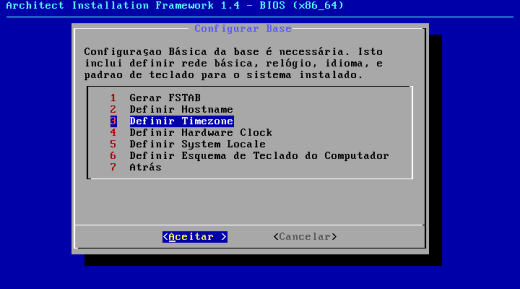 Architect Installation Framework 1.4 - BIOS (x86_64)
Configurar Base
Configuraçao Básica da base é necessária. Isto
inclui definir rede básica, relógio, idioma, e
padrao de teclado para o sistema instalado.
1 Gerar FSTAB
2 Definir Hostname
3 Definir Timezone
4 Definir Hardware Clock
5 Definir System Locale
6 Definir Esquema de Teclado do Computador
7 Atrás
<Aceitar > <Cancelar>